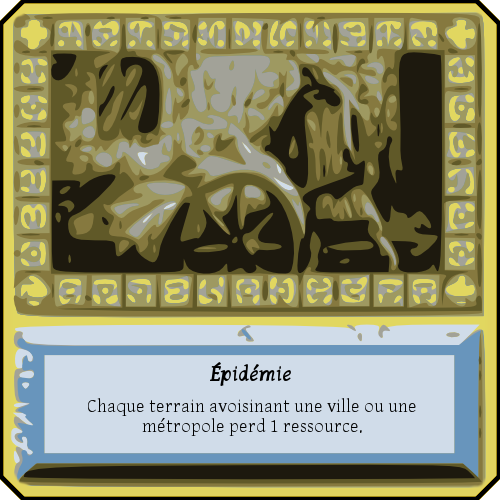 Épidémie
Chaque terrain avoisinant une ville ou une
métropole perd 1 ressource.